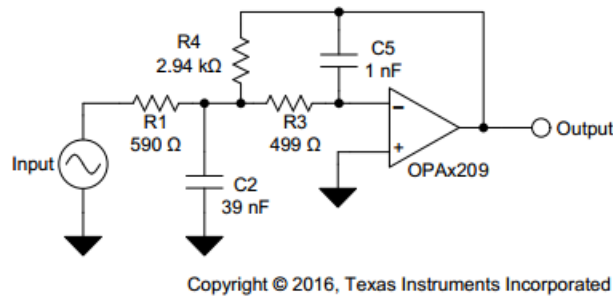 R4
2.94 kΩ
C5
1 nF
R1
590 Ω
R3
499 Ω
Input
C2
39 nF
−
+
OPAx209
Output
Copyright © 2016, Texas Instruments Incorporated